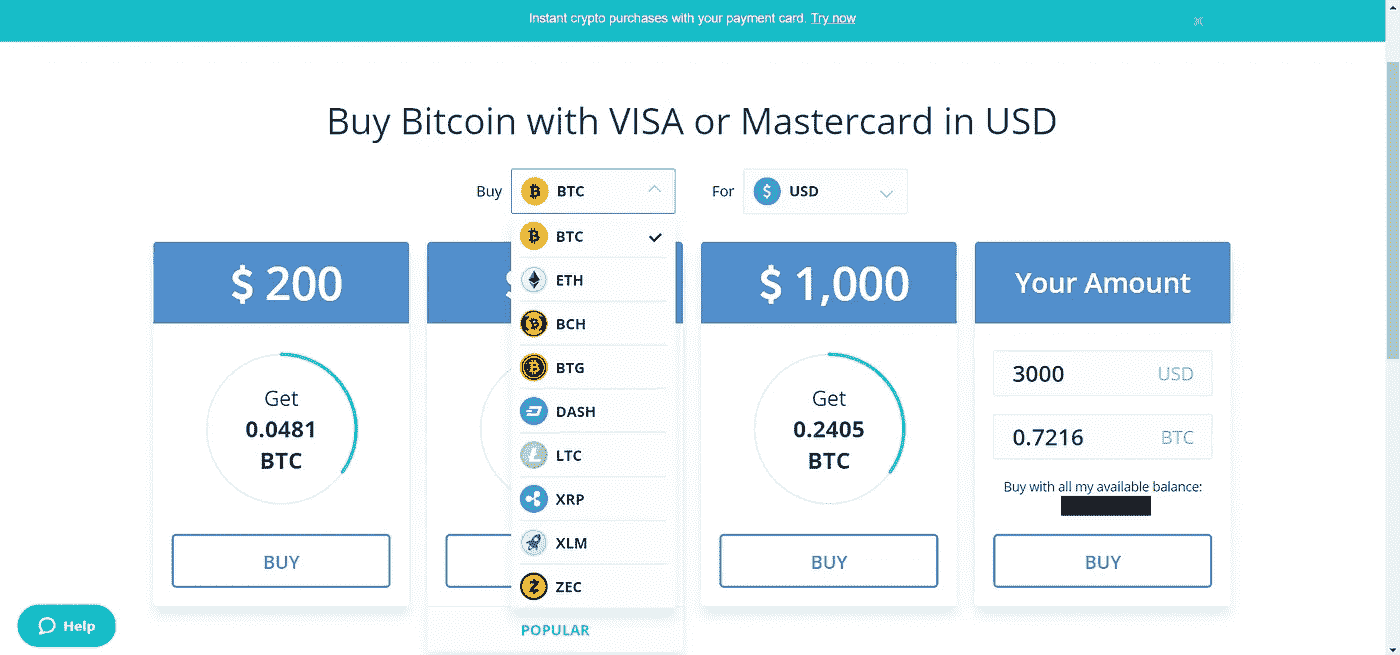 Instant crypto purchases with your payment card. Try now
Buy Bitcoin with VISA or Mastercard in USD
Buy
BTC
For
$
USD
BTC
ETH
BCH
BTG
DASH
LTC
XRP
XLM
ZEC
$ 200
Get
0.0481
BTC
BUY
POPULAR
$ 1,000
Get
0.2405
BTC
BUY
Your Amount
3000 USD
0.7216 BTC
Buy with all my available balance:
BUY
Help